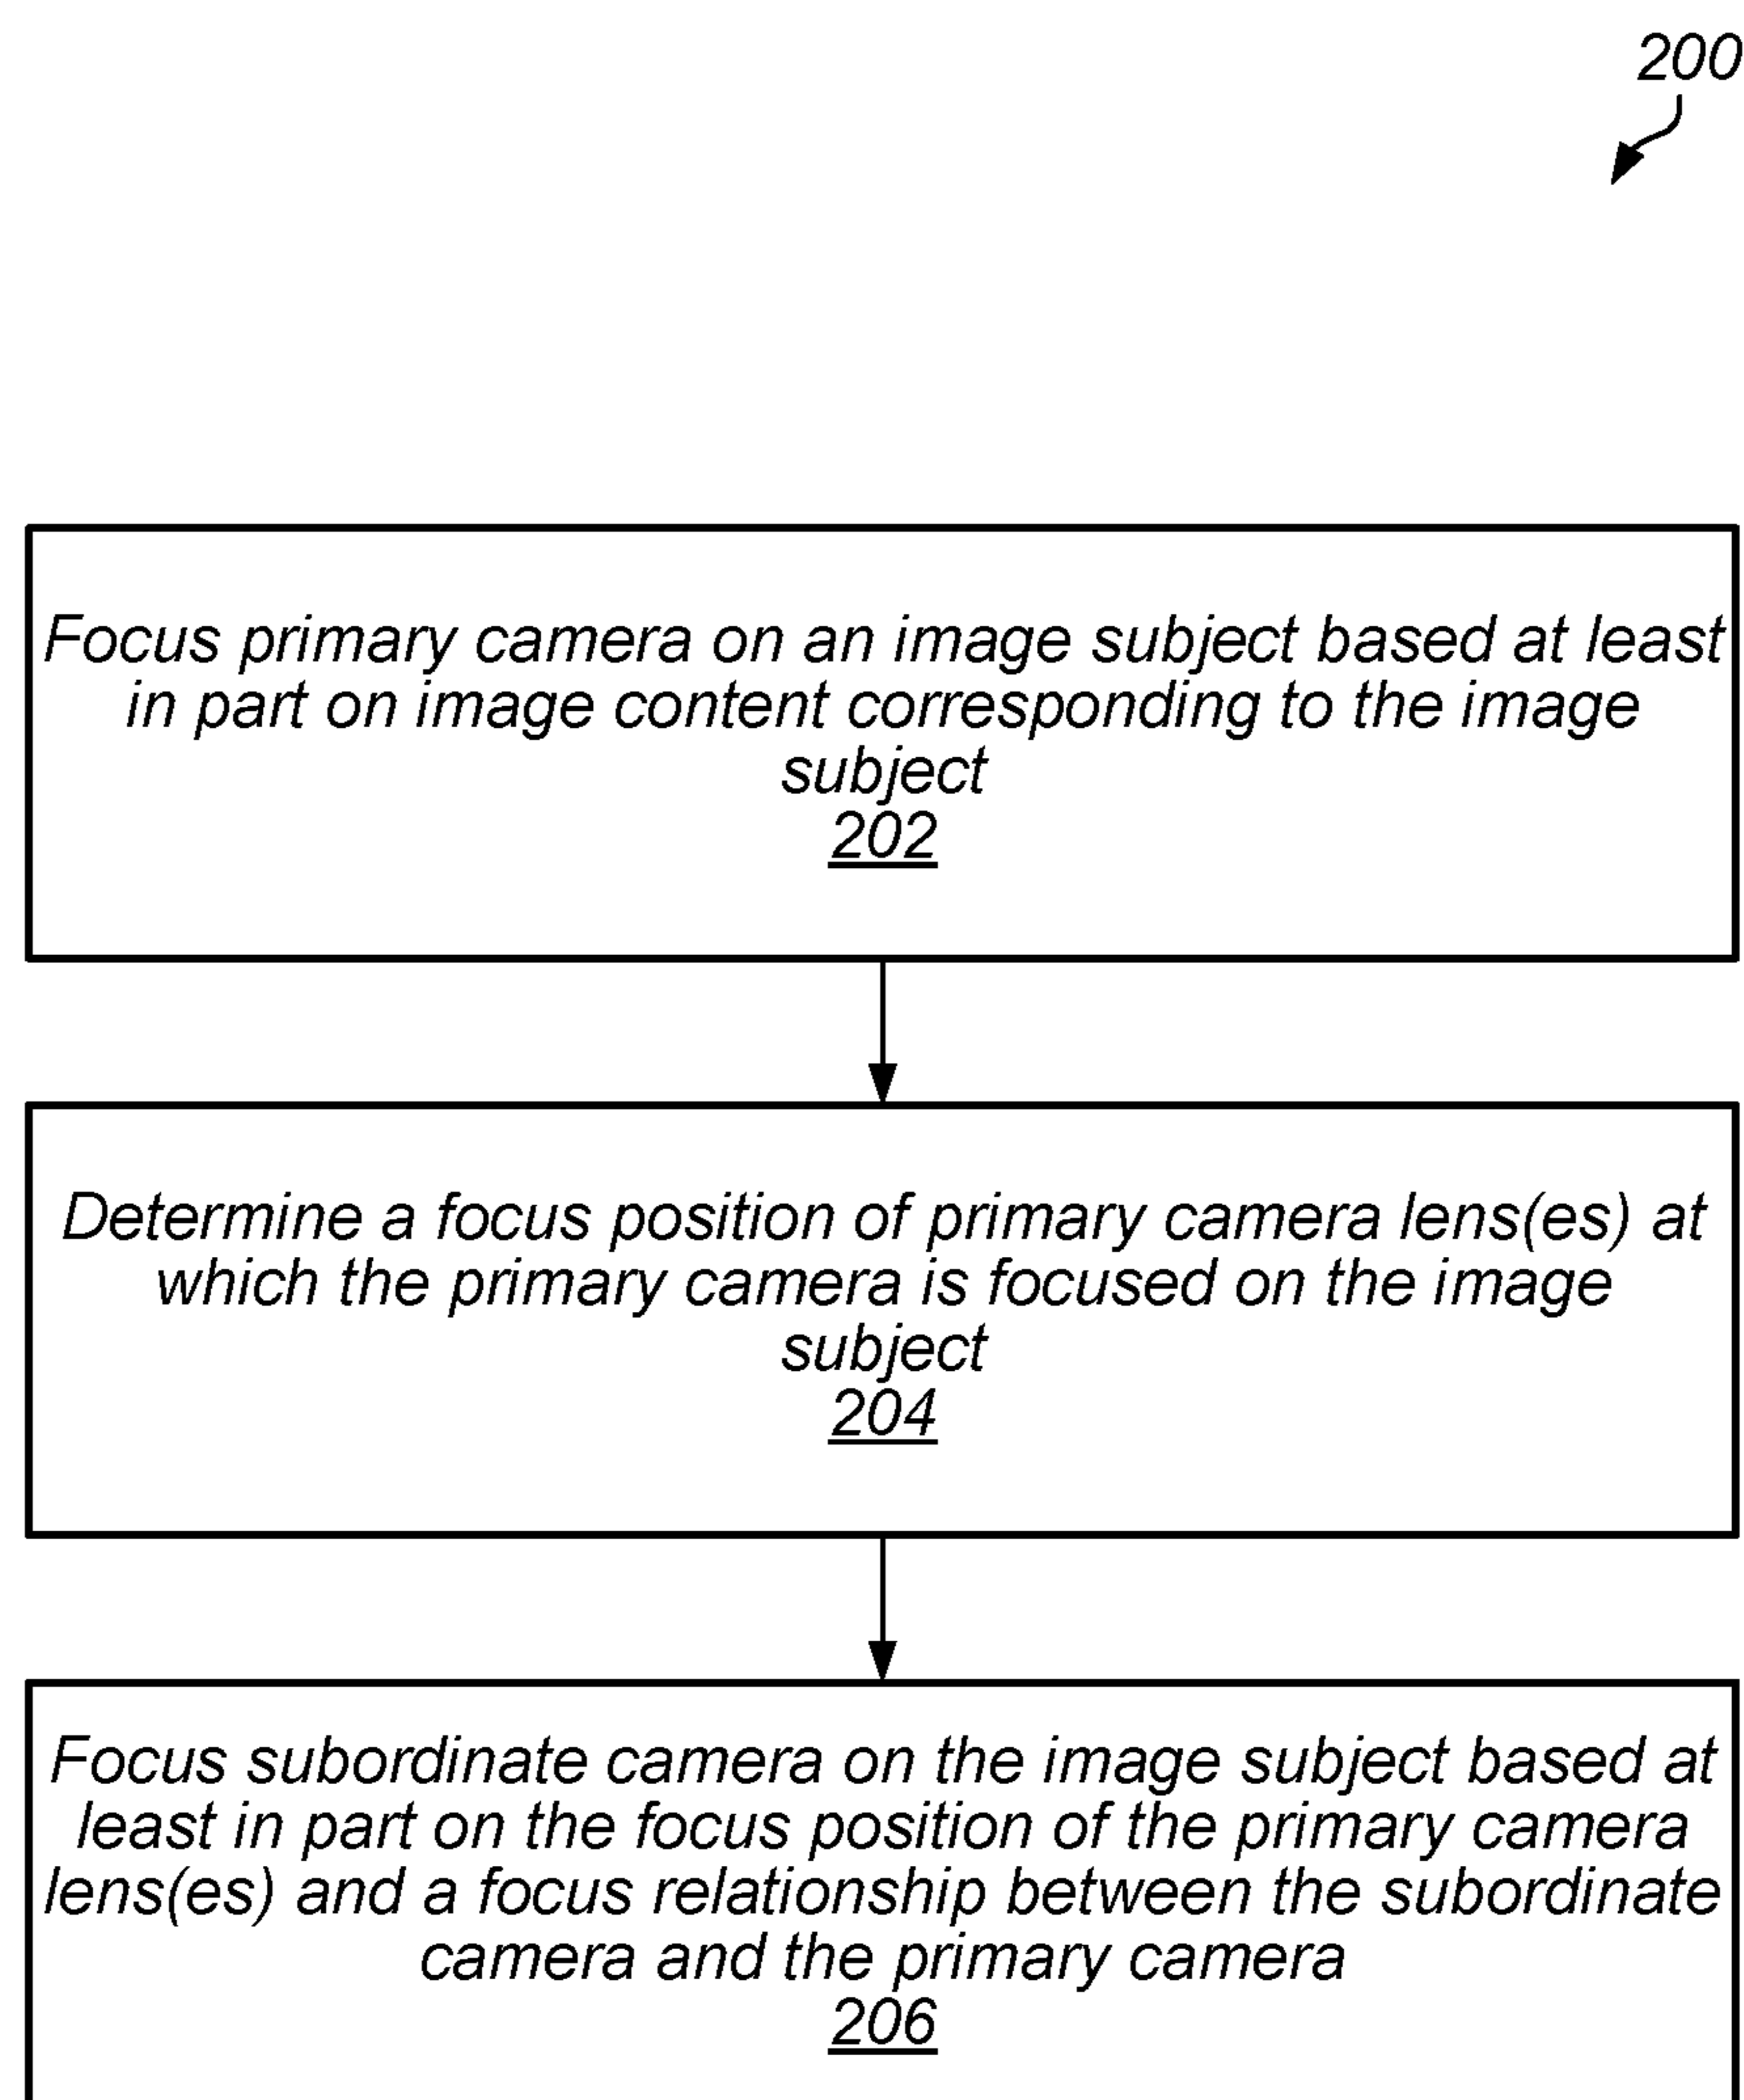 200
Focus primary camera on an image subject based at least
in part on image content corresponding to the image
subject
202
Determine a focus position of primary camera lens(es) at
which the primary camera is focused on the image
subject
204
Focus subordinate camera on the image subject based at
least in part on the focus position of the primary camera
lens(es) and a focus relationship between the subordinate
camera and the primary camera
206